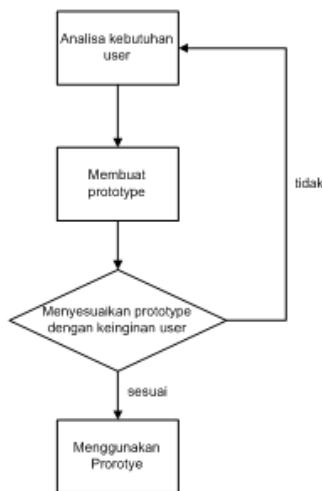 Analisa kebutuhan
user
Membuat
prototype
tidak
Menyesuaikan prototype
dengan keinginan user
sesuai
Menggunakan
Prorotye